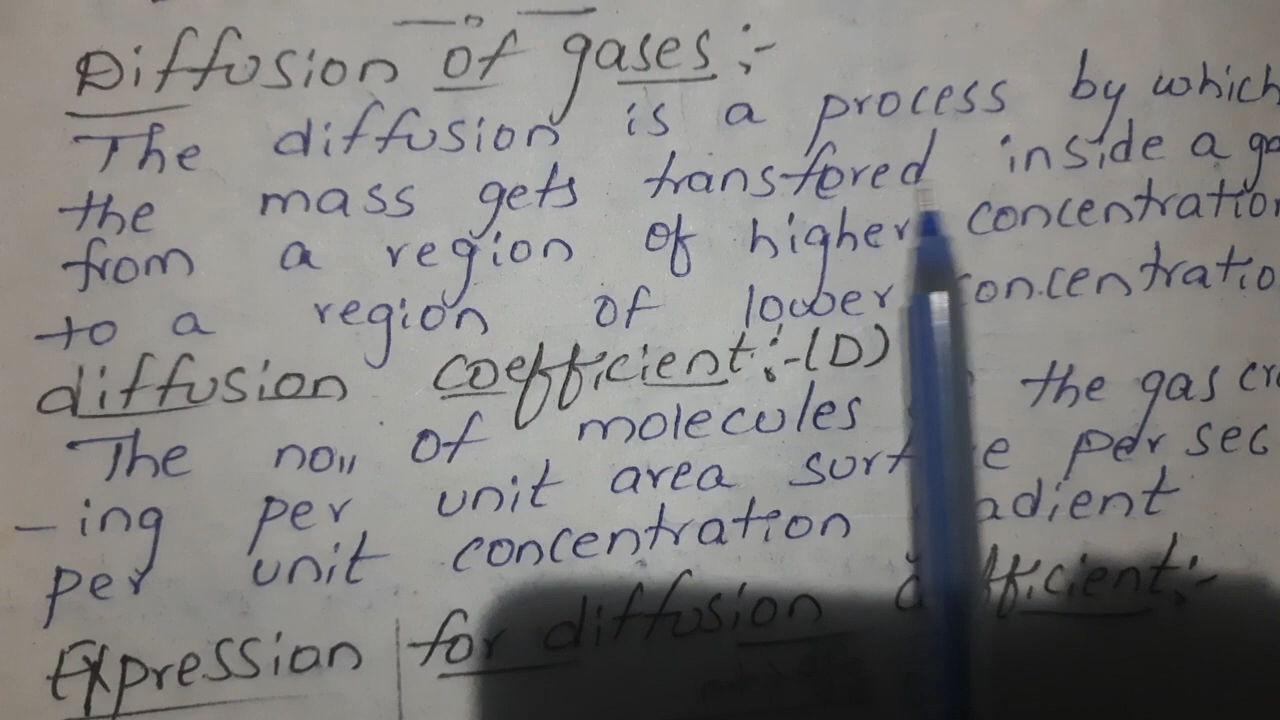 Diffusion of gases :-
The diffusion is a process by which
the mass gets transfered inside a
from a region of higher concentration
to a region of lower concentratio
diffusion coefficient :- (D)
The no,, of molecules the gas
-ing per unit area per sec
per unit concentration
Expression for diffusion